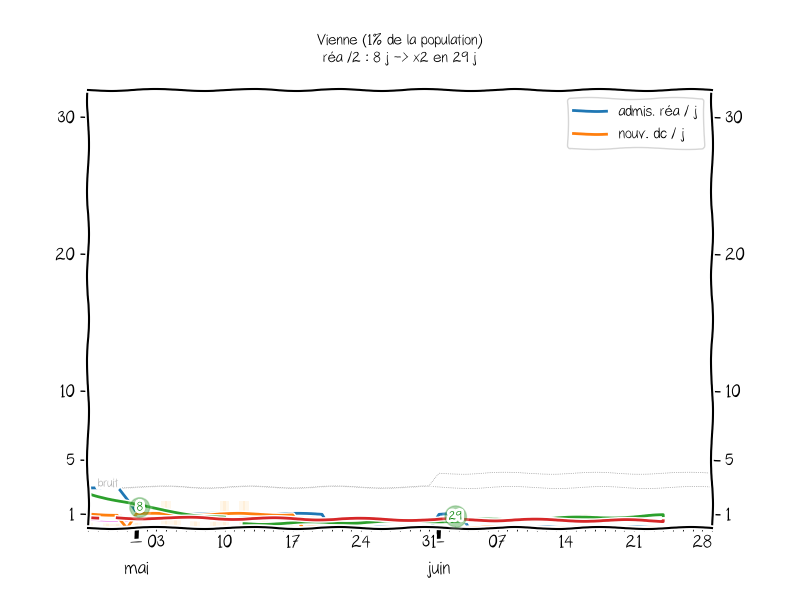 Vienne (1% de la population)
réa /2 : 8 j -> x2 en 29 j
admis. réa / j
nouv. dc / j
30
30
20
20
10
10
5
5
bruit
8
29
1
1
03 10 17 24 31 07 14 21 28
mai juin